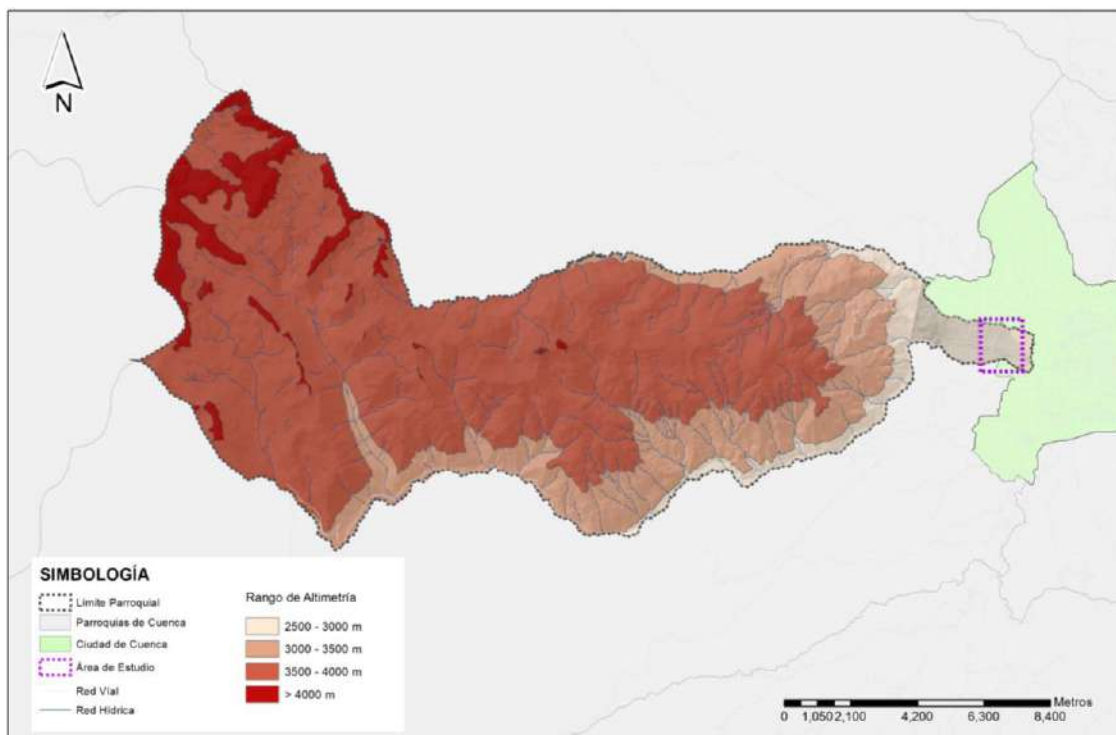 N
SIMBOLOGÍA
Límite Parroquial
Parroquias de Cuenca
Ciudad de Cuenca
Área de Estudio
Red Vial
Red Hídrica
Rango de Altimetría
2500 - 3000 m
3000 - 3500 m
3500 - 4000 m
> 4000 m
Metros
0 1,050 2,100 4,200 6,300 8,400